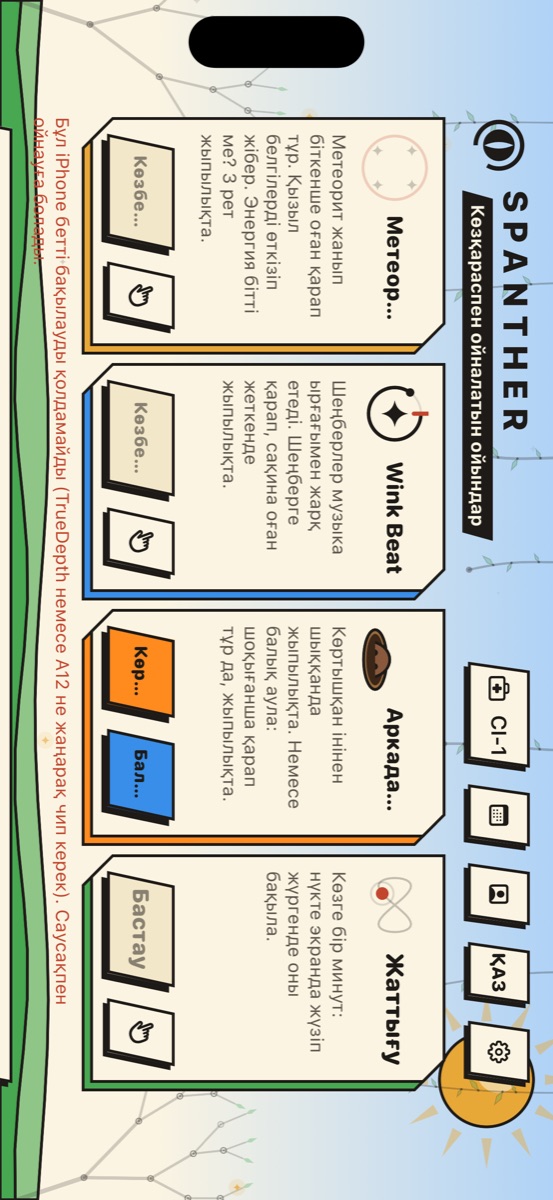 SPANTHER
Көзқараспен ойналатын ойындар
CI-1
ҚАЗ
Метеор...
Метеорит жанып
біткенше оған қарап
тұр. Қызыл
белгілерді өткізіп
жібер. Энергия бітті
ме? 3 рет
жыпылықта.
Көзбе...
Wink Beat
Шеңберлер музыка
ырғағымен жарқ
етеді. Шеңберге
қарап, сақина оған
жеткенде
жыпылықта.
Көзбе...
Аркада...
Көртышқан інінен
шыққанда
жыпылықта. Немесе
балық аула:
шоқығанша қарап
тұр да, жыпылықта.
Көр...
Бал...
Жаттығу
Көзге бір минут:
нүкте экранда жүзіп
жүргенде оны
бақыла.
Бастау
Бұл iPhone бетті бақылауды қолдамайды (TrueDepth немесе A12 не жаңарақ чип керек). Саусақпен
ойнауға болады.